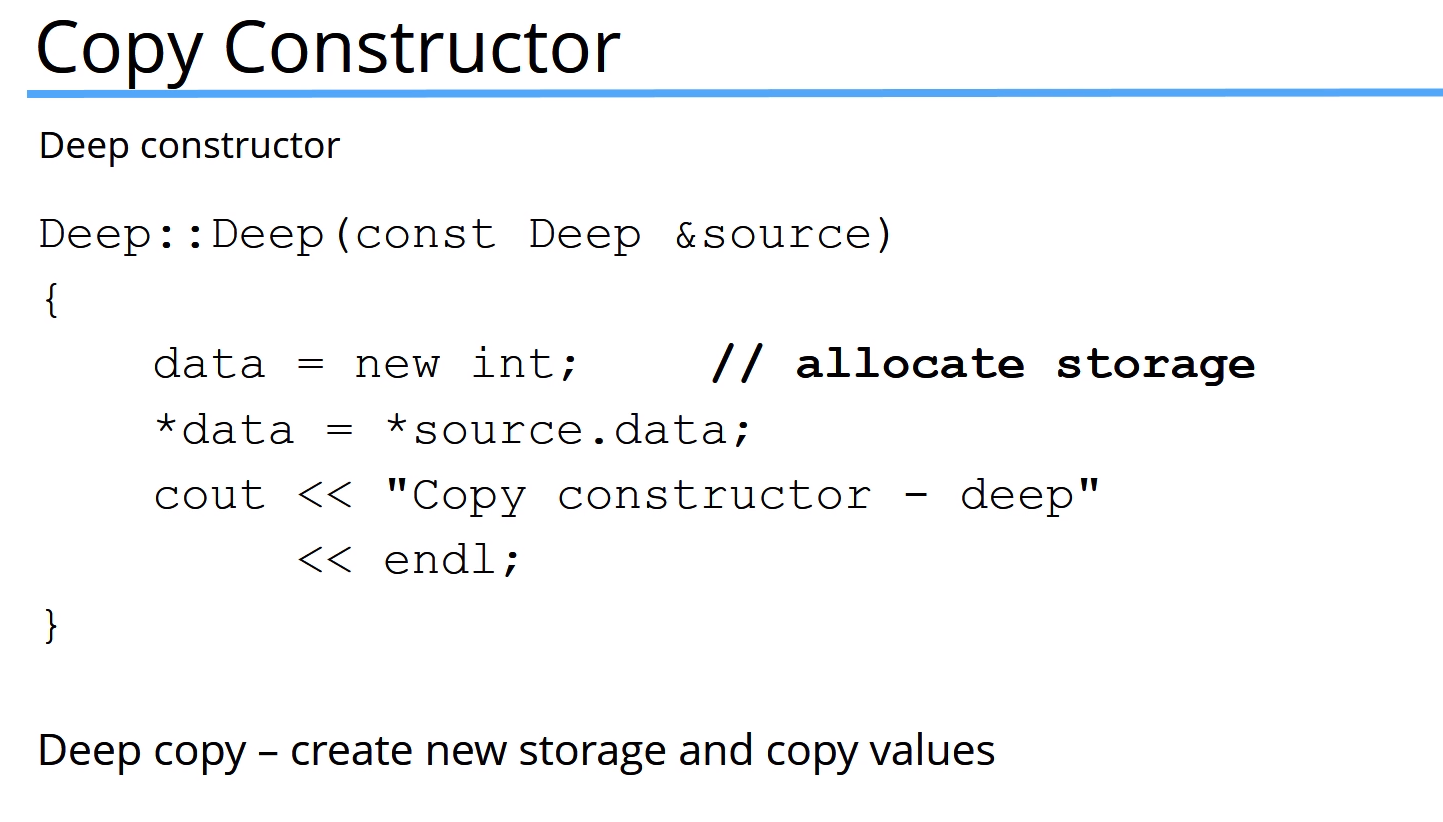 Copy Constructor
Deep constructor
Deep::Deep(const Deep &source)
{
    data = new int;    // allocate storage
    *data = *source.data;
    cout << "Copy constructor - deep"
         << endl;
}
Deep copy – create new storage and copy values